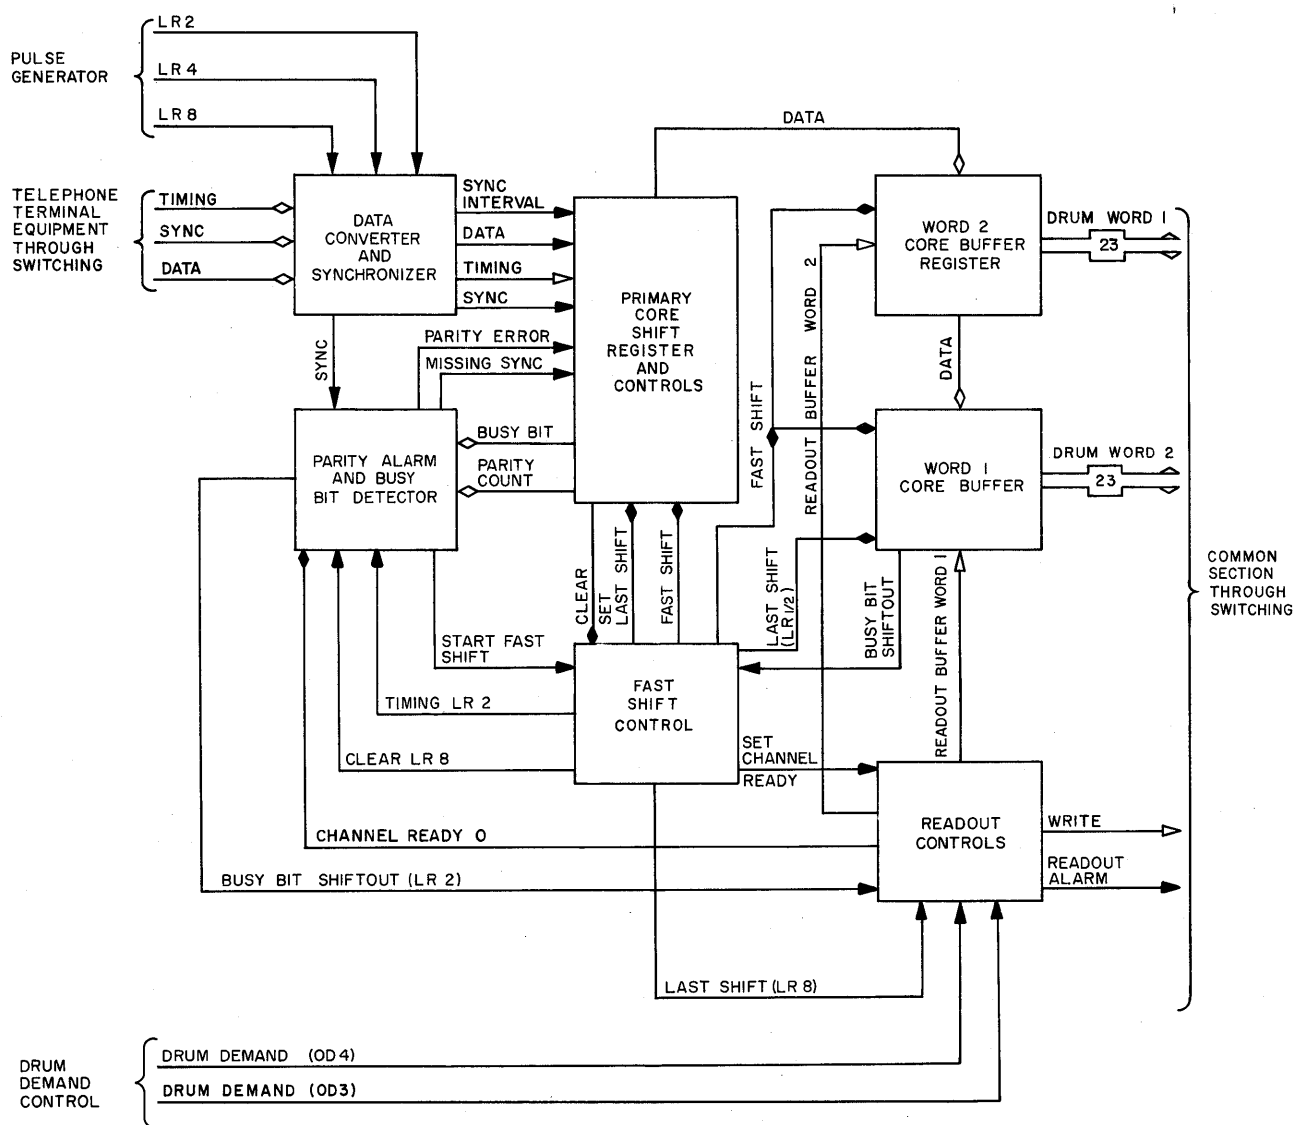 LR2
PULSE
GENERATOR
LR4
LR8
DATA
TELEPHONE
TERMINAL
EQUIPMENT
THROUGH
SWITCHING
TIMING
SYNC
DATA
DATA
CONVERTER
AND
SYNCHRONIZER
SYNC
INTERVAL
DATA
TIMING
SYNC
PRIMARY
CORE
SHIFT
REGISTER
AND
CONTROLS
WORD 2
CORE BUFFER
REGISTER
DRUM WORD 1
23
SYNC
PARITY ERROR
MISSING SYNC
DATA
FAST SHIFT
READOUT BUFFER WORD 2
PARITY ALARM
AND BUSY
BIT DETECTOR
BUSY BIT
PARITY
COUNT
WORD 1
CORE BUFFER
DRUM WORD 2
23
CLEAR
SET
LAST SHIFT
FAST SHIFT
LAST SHIFT
(LR 1/2)
BUSY BIT
SHIFTOUT
READOUT BUFFER WORD 1
COMMON
SECTION
THROUGH
SWITCHING
START FAST
SHIFT
FAST
SHIFT
CONTROL
TIMING LR 2
CLEAR LR 8
SET
CHANNEL
READY
CHANNEL READY 0
READOUT
CONTROLS
WRITE
READOUT
ALARM
BUSY BIT SHIFTOUT (LR 2)
LAST SHIFT (LR 8)
DRUM
DEMAND
CONTROL
DRUM DEMAND (OD4)
DRUM DEMAND (OD3)